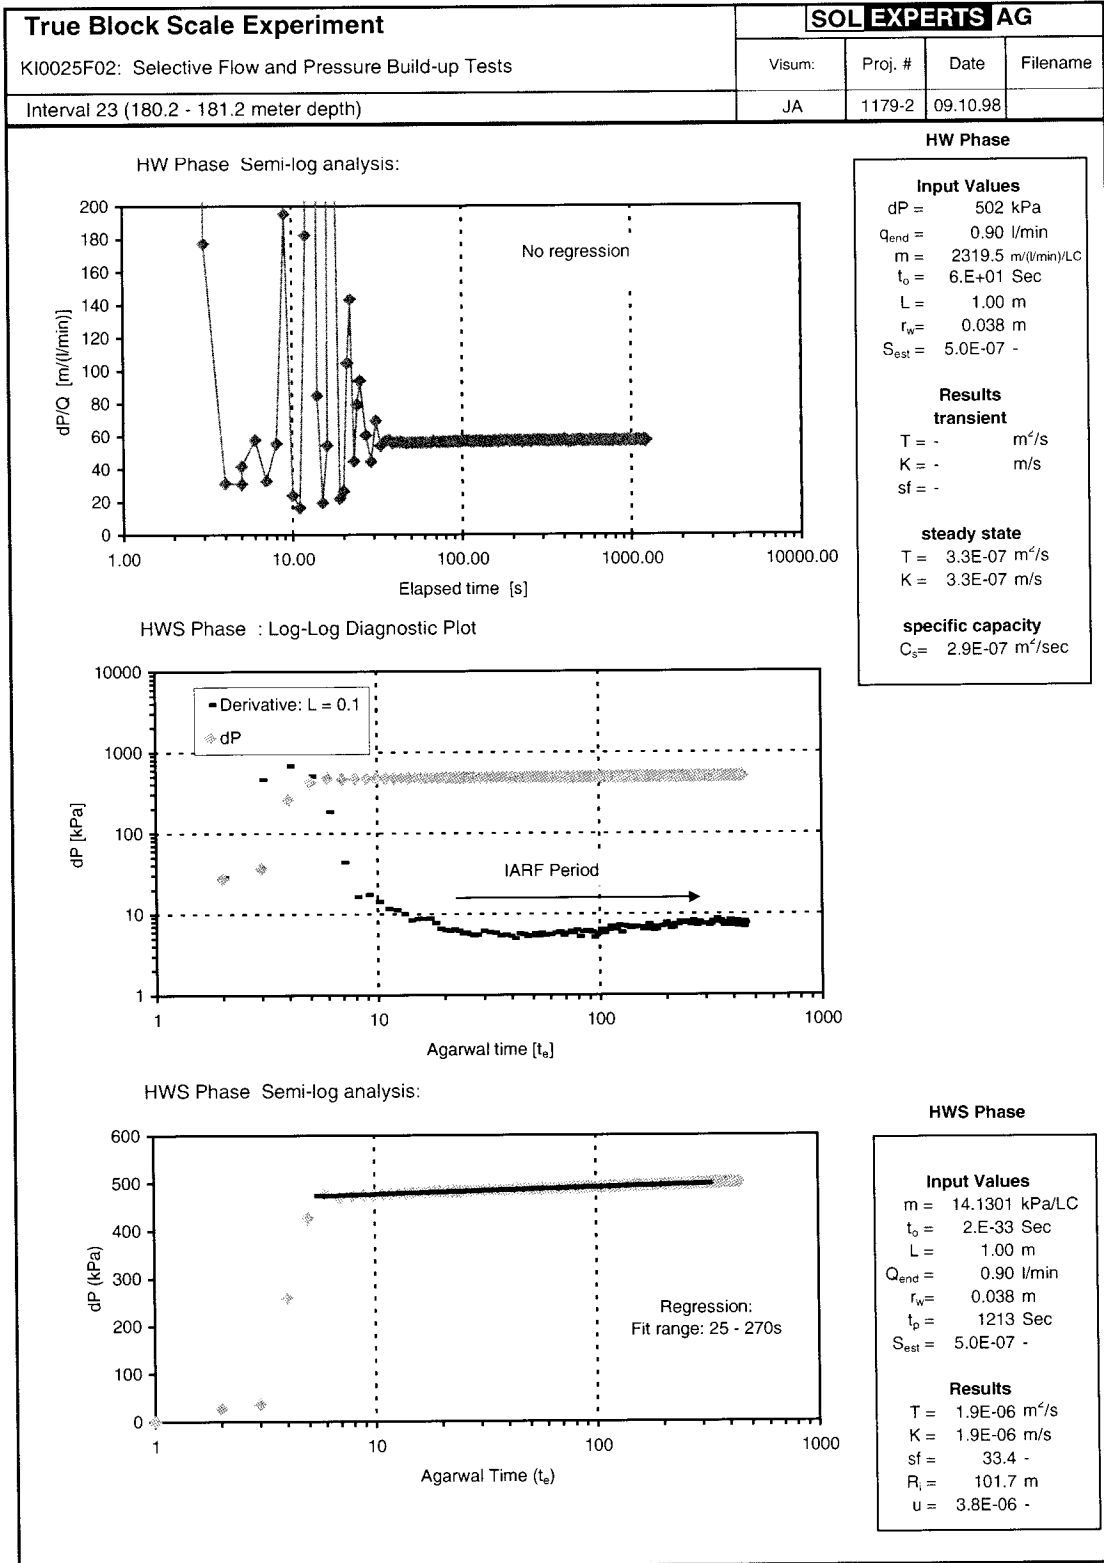 True Block Scale Experiment
SOLEXPERTS AG
KI0025F02: Selective Flow and Pressure Build-up Tests
Visum: Proj. # Date Filename
Interval 23 (180.2 - 181.2 meter depth)
JA 1179-2 09.10.98
HW Phase
HW Phase Semi-log analysis:
200
180
160
140
120
100
80
60
40
20
0
dP/Q [m/(l/min)]
No regression
1.00 10.00 100.00 1000.00 10000.00
Elapsed time [s]
Input Values
dP = 502 kPa
qend = 0.90 l/min
m = 2319.5 m/(l/min)/LC
to = 6.E+01 Sec
L = 1.00 m
rw= 0.038 m
Sest = 5.0E-07 -
Results
transient
T = - m²/s
K = - m/s
sf = -
steady state
T = 3.3E-07 m²/s
K = 3.3E-07 m/s
specific capacity
Cs= 2.9E-07 m²/sec
HWS Phase : Log-Log Diagnostic Plot
10000
1000
100
10
1
dP [kPa]
Derivative: L = 0.1
dP
IARF Period
1 10 100 1000
Agarwal time [te]
HWS Phase Semi-log analysis:
600
500
400
300
200
100
0
dP (kPa)
Regression:
Fit range: 25 - 270s
1 10 100 1000
Agarwal Time (te)
HWS Phase
Input Values
m = 14.1301 kPa/LC
to = 2.E-33 Sec
L = 1.00 m
Qend = 0.90 l/min
rw= 0.038 m
tp = 1213 Sec
Sest = 5.0E-07 -
Results
T = 1.9E-06 m²/s
K = 1.9E-06 m/s
sf = 33.4 -
Ri = 101.7 m
u = 3.8E-06 -